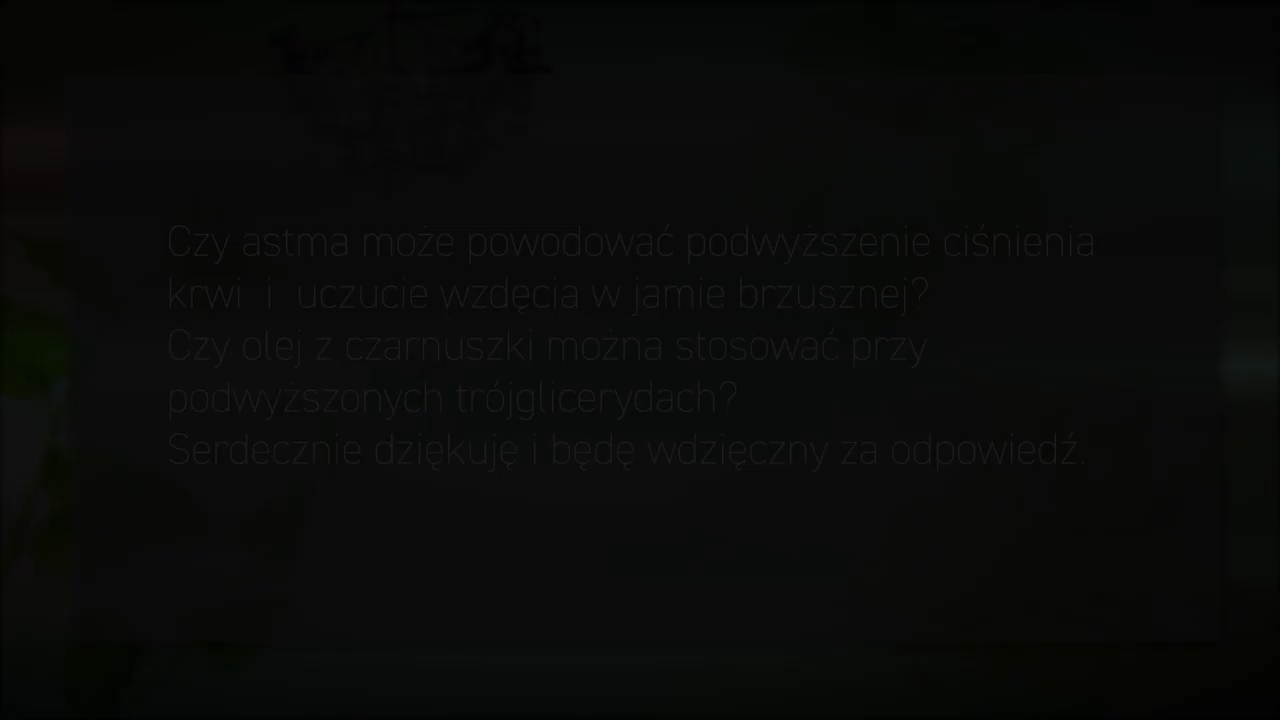 Czy astma może powodować podwyższenie ciśnienia
krwi i uczucie wzdęcia w jamie brzusznej?
Czy olej z czarnuszki można stosować przy
podwyższonych trójglicerydach?
Serdecznie dziękuję i będę wdzięczny za odpowiedź.